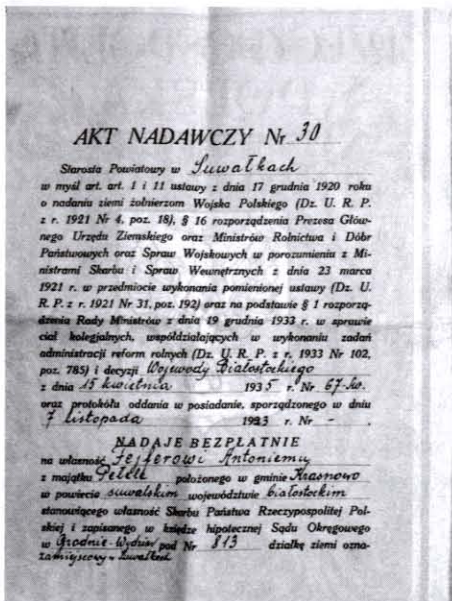 AKT NADAWCZY Nr 30
Starosta Powiatowy w Suwałkach
w myśl art. art. 1 i 11 ustawy z dnia 17 grudnia 1920 roku
o nadaniu ziemi żołnierzom Wojska Polskiego (Dz. U. R. P.
z r. 1921 Nr 4, poz. 18), § 16 rozporządzenia Prezesa Głów-
nego Urzędu Ziemskiego oraz Ministrów Rolnictwa i Dóbr
Państwowych oraz Spraw Wojskowych w porozumieniu z Mi-
nistrami Skarbu i Spraw Wewnętrznych z dnia 23 marca
1921 r. w przedmiocie wykonania pomienionej ustawy (Dz. U.
R. P. z r. 1921 Nr 31, poz. 192) oraz na podstawie § 1 rozporzą-
dzenia Rady Ministrów z dnia 19 grudnia 1933 r. w sprawie
ciał kolegjalnych, współdziałających w wykonaniu zadań
administracji reform rolnych (Dz. U. R. P. z r. 1933 Nr 102,
poz. 785) i decyzji Wojewody Białostockiego
z dnia 15 kwietnia 1935 r. Nr 67-
oraz protokółu oddania w posiadanie, sporządzonego w dniu
7 listopada 1923 r. Nr - .
NADAJE BEZPŁATNIE
na własność Fejferowi Antoniemu
z majątku Petele położonego w gminie Krasnowo
w powiecie suwalskim województwie białostockim
stanowiącego własność Skarbu Państwa Rzeczypospolitej Pol-
skiej i zapisanego w księdze hipotecznej Sądu Okręgowego
w Grodnie-Wydział pod Nr 813 działkę ziemi ozna-
zamiejscowy w Suwałkach